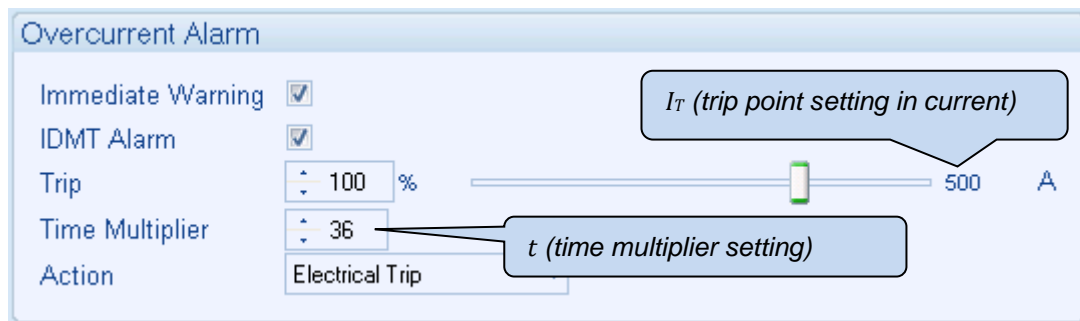 Overcurrent Alarm
Immediate Warning
IDMT Alarm
Trip 100 % 500 A
Time Multiplier 36
Action Electrical Trip
IT (trip point setting in current)
t (time multiplier setting)